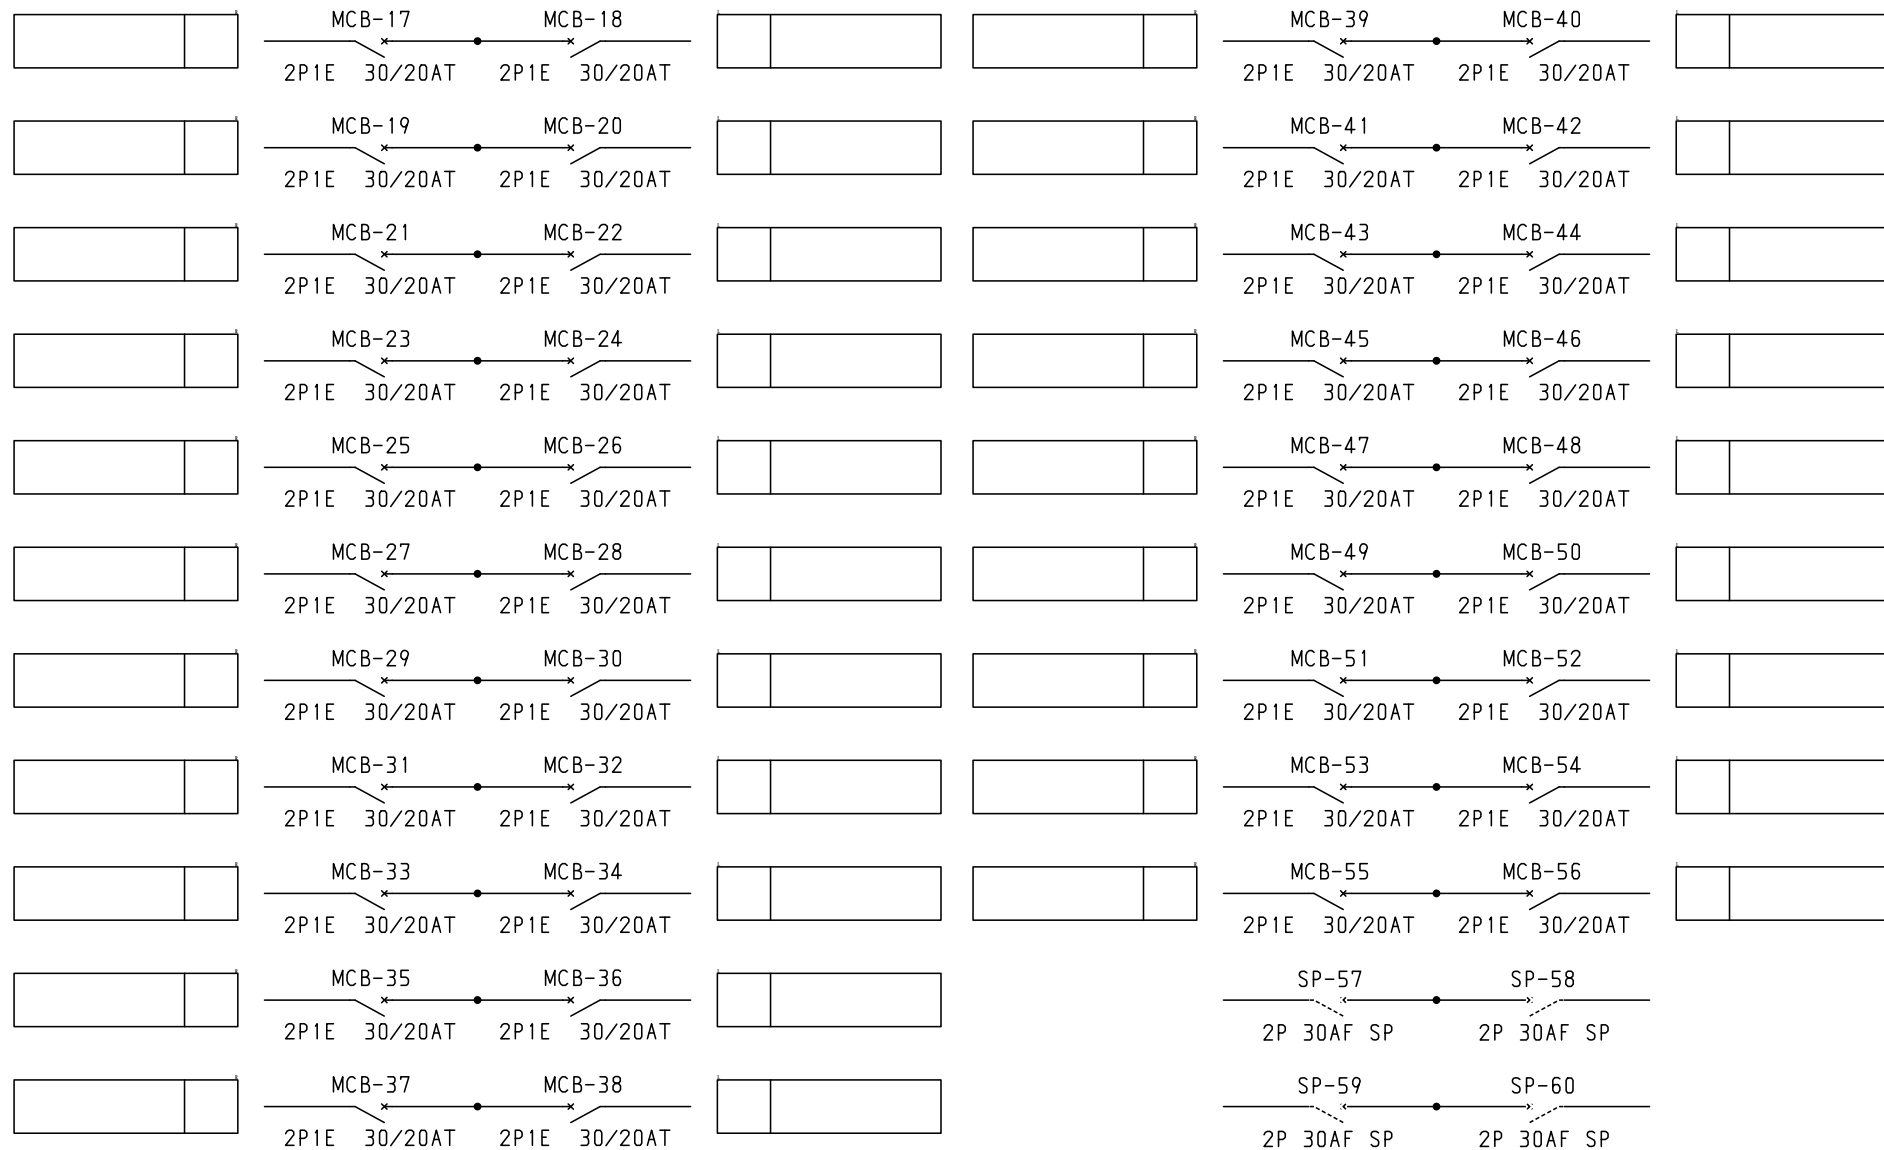 MCB-17 MCB-18 MCB-39 MCB-40
2P1E 30/20AT 2P1E 30/20AT 2P1E 30/20AT 2P1E 30/20AT
MCB-19 MCB-20 MCB-41 MCB-42
2P1E 30/20AT 2P1E 30/20AT 2P1E 30/20AT 2P1E 30/20AT
MCB-21 MCB-22 MCB-43 MCB-44
2P1E 30/20AT 2P1E 30/20AT 2P1E 30/20AT 2P1E 30/20AT
MCB-23 MCB-24 MCB-45 MCB-46
2P1E 30/20AT 2P1E 30/20AT 2P1E 30/20AT 2P1E 30/20AT
MCB-25 MCB-26 MCB-47 MCB-48
2P1E 30/20AT 2P1E 30/20AT 2P1E 30/20AT 2P1E 30/20AT
MCB-27 MCB-28 MCB-49 MCB-50
2P1E 30/20AT 2P1E 30/20AT 2P1E 30/20AT 2P1E 30/20AT
MCB-29 MCB-30 MCB-51 MCB-52
2P1E 30/20AT 2P1E 30/20AT 2P1E 30/20AT 2P1E 30/20AT
MCB-31 MCB-32 MCB-53 MCB-54
2P1E 30/20AT 2P1E 30/20AT 2P1E 30/20AT 2P1E 30/20AT
MCB-33 MCB-34 MCB-55 MCB-56
2P1E 30/20AT 2P1E 30/20AT 2P1E 30/20AT 2P1E 30/20AT
MCB-35 MCB-36 SP-57 SP-58
2P1E 30/20AT 2P1E 30/20AT 2P 30AF SP 2P 30AF SP
MCB-37 MCB-38 SP-59 SP-60
2P1E 30/20AT 2P1E 30/20AT 2P 30AF SP 2P 30AF SP